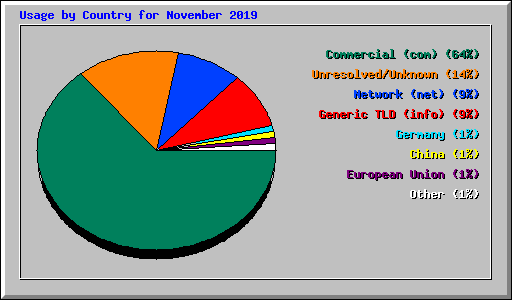 Usage by Country for November 2019
Commercial (com) (64%)
Unresolved/Unknown (14%)
Network (net) (9%)
Generic TLD (info) (9%)
Germany (1%)
China (1%)
European Union (1%)
Other (1%)